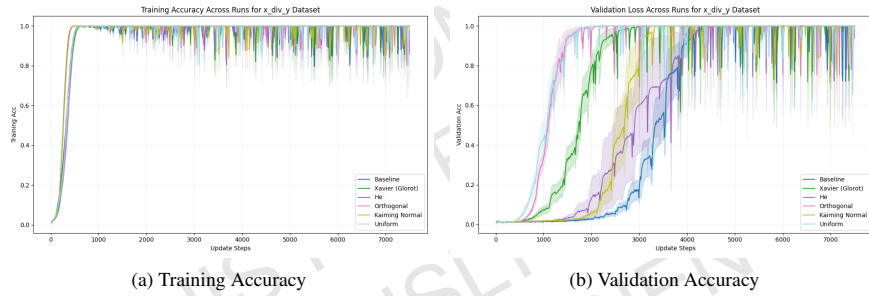 Training Accuracy Across Runs for x_div_y Dataset
1.0
0.8
0.6
0.4
0.2
0.0
Training Acc
0
1000
2000
3000
4000
5000
6000
7000
Update Steps
Baseline
Xavier (Glorot)
He
Orthogonal
Kaiming Normal
Uniform
(a) Training Accuracy
Validation Loss Across Runs for x_div_y Dataset
1.0
0.8
0.6
0.4
0.2
0.0
Validation Acc
0
1000
2000
3000
4000
5000
6000
7000
Update Steps
Baseline
Xavier (Glorot)
He
Orthogonal
Kaiming Normal
Uniform
(b) Validation Accuracy